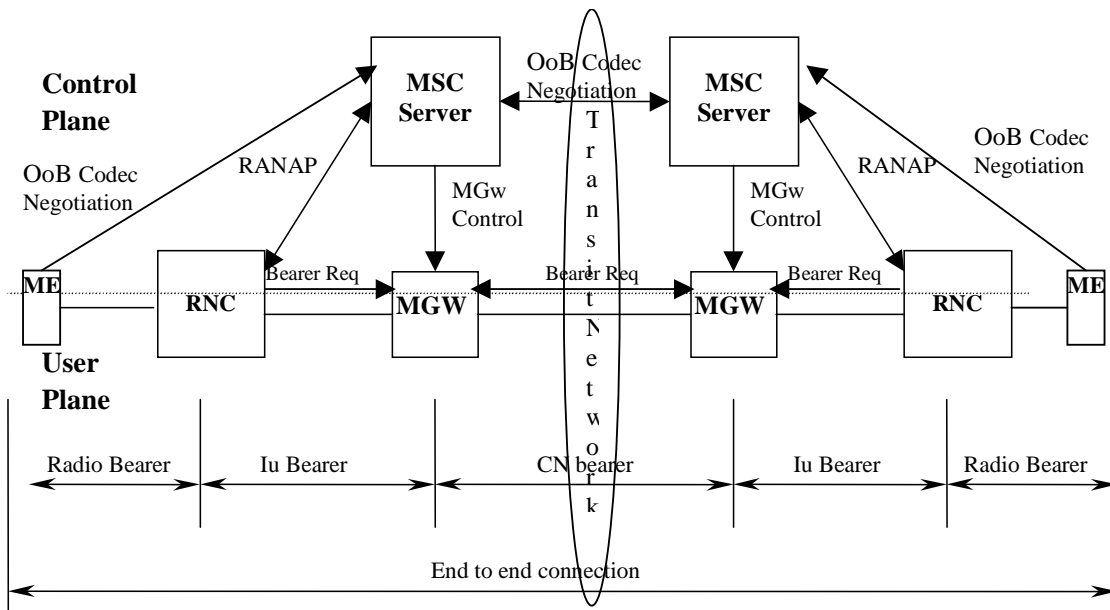 Control
Plane
MSC
Server
OoB Codec
Negotiation
MSC
Server
OoB Codec
Negotiation
RANAP
MGw
Control
Transit Network
MGw
Control
RANAP
OoB Codec
Negotiation
ME
RNC
Bearer Req
MGW
Bearer Req
MGW
Bearer Req
RNC
ME
User
Plane
Radio Bearer
Iu Bearer
CN bearer
Iu Bearer
Radio Bearer
End to end connection